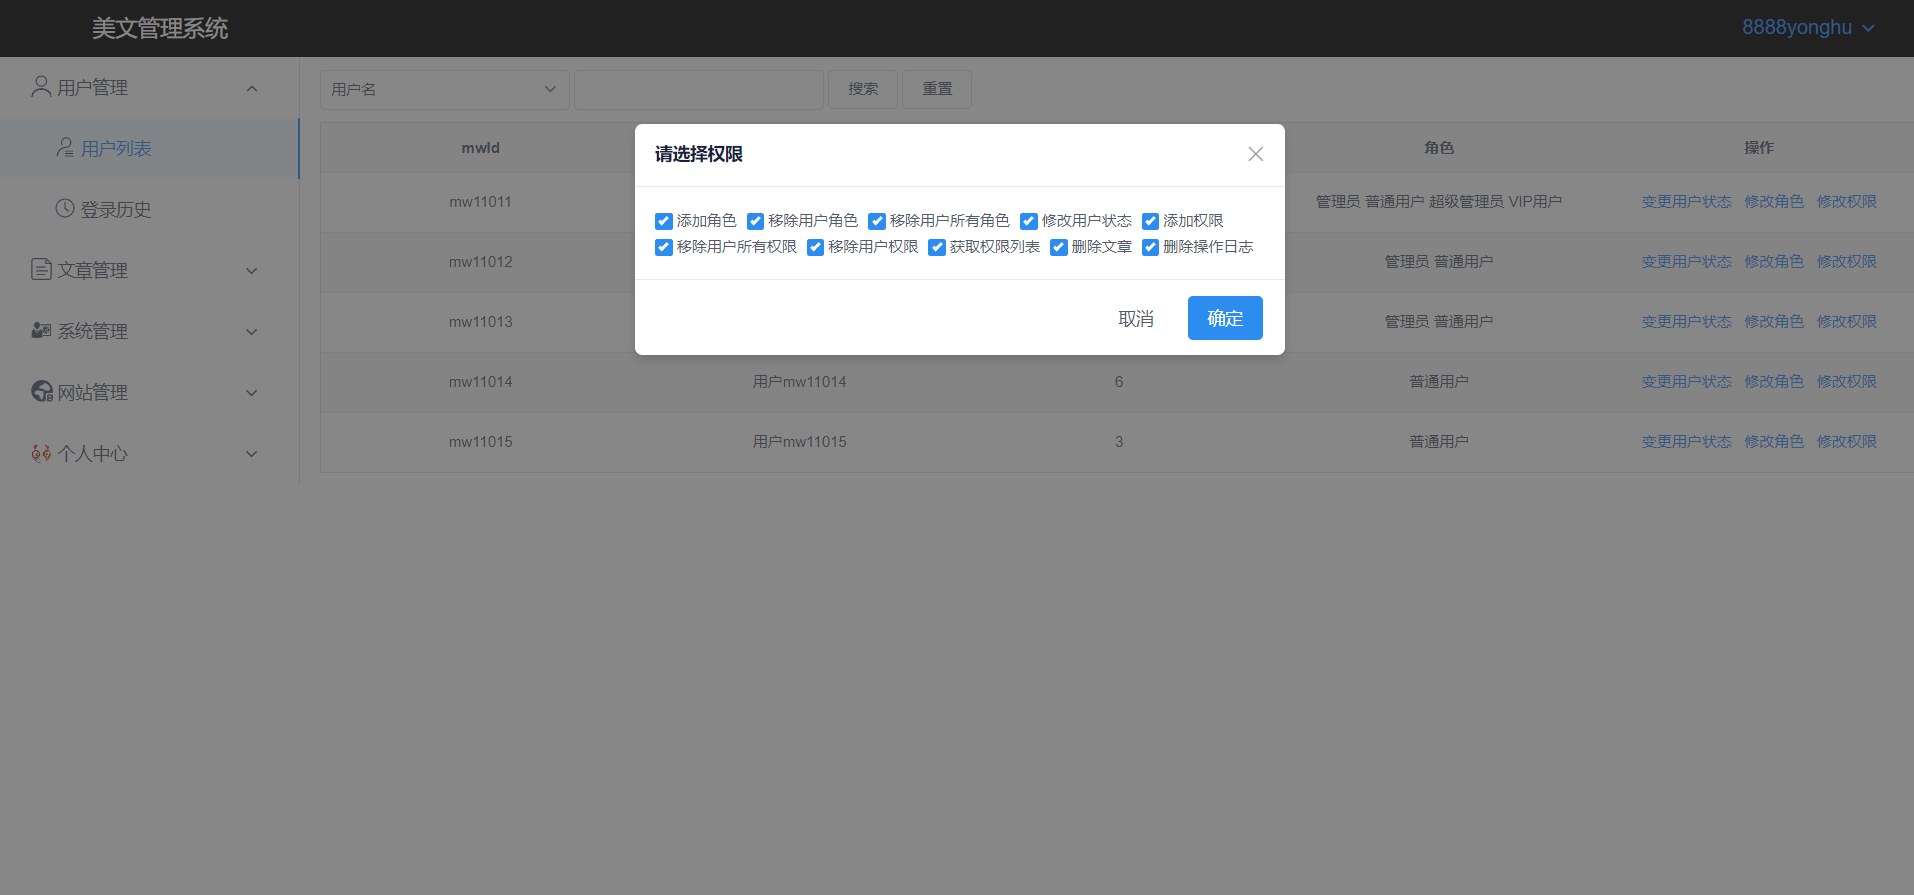 美文管理系统
8888yonghu
用户管理
用户列表
登录历史
文章管理
系统管理
网站管理
个人中心
用户名
搜索 重置
mwId 角色 操作
mw11011 管理员 普通用户 超级管理员 VIP用户 变更用户状态 修改角色 修改权限
mw11012 管理员 普通用户 变更用户状态 修改角色 修改权限
mw11013 管理员 普通用户 变更用户状态 修改角色 修改权限
mw11014 用户mw11014 6 普通用户 变更用户状态 修改角色 修改权限
mw11015 用户mw11015 3 普通用户 变更用户状态 修改角色 修改权限
请选择权限
添加角色 移除用户角色 移除用户所有角色 修改用户状态 添加权限
移除用户所有权限 移除用户权限 获取权限列表 删除文章 删除操作日志
取消 确定